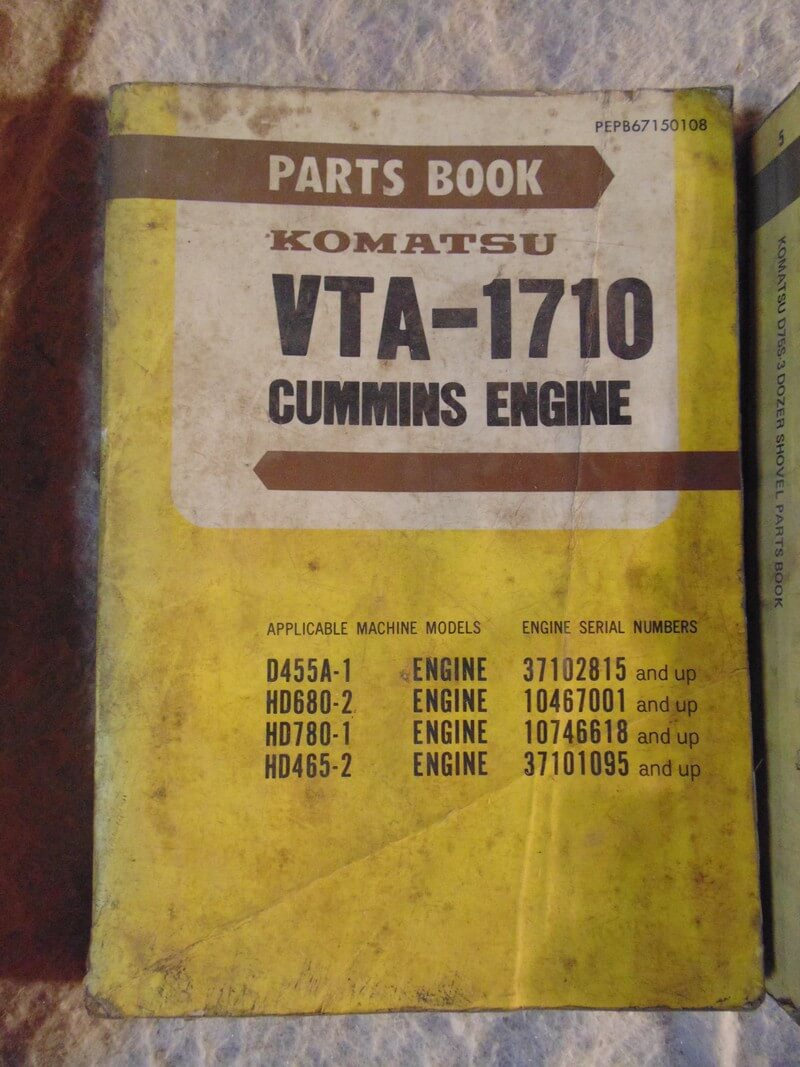 PEPB67150108
PARTS BOOK
KOMATSU
VTA-1710
CUMMINS ENGINE
APPLICABLE MACHINE MODELS ENGINE SERIAL NUMBERS
D455A-1 ENGINE 37102815 and up
HD680-2 ENGINE 10467001 and up
HD780-1 ENGINE 10746618 and up
HD465-2 ENGINE 37101095 and up
5
KOMATSU D75S-3 DOZER SHOVEL PARTS BOOK